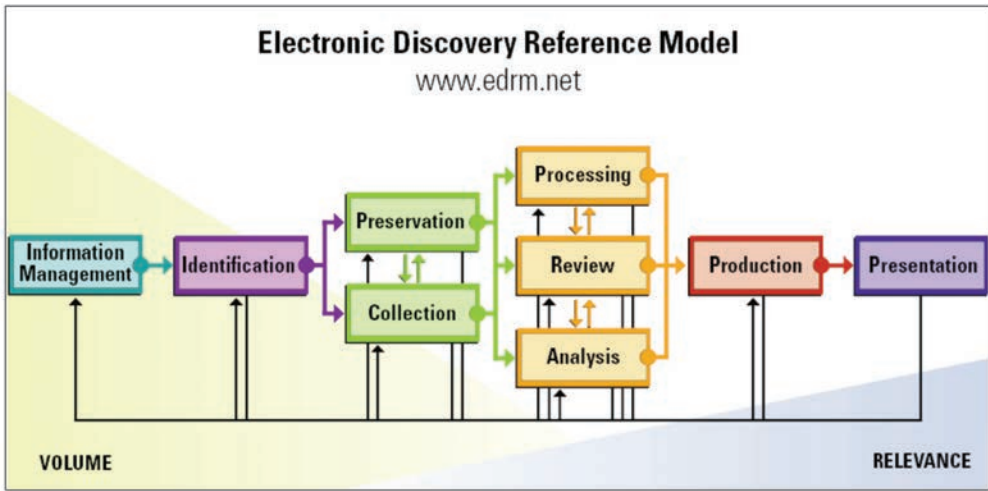 Electronic Discovery Reference Model
www.edrm.net
Information
Management
Identification
Preservation
Collection
Processing
Review
Analysis
Production
Presentation
VOLUME
RELEVANCE